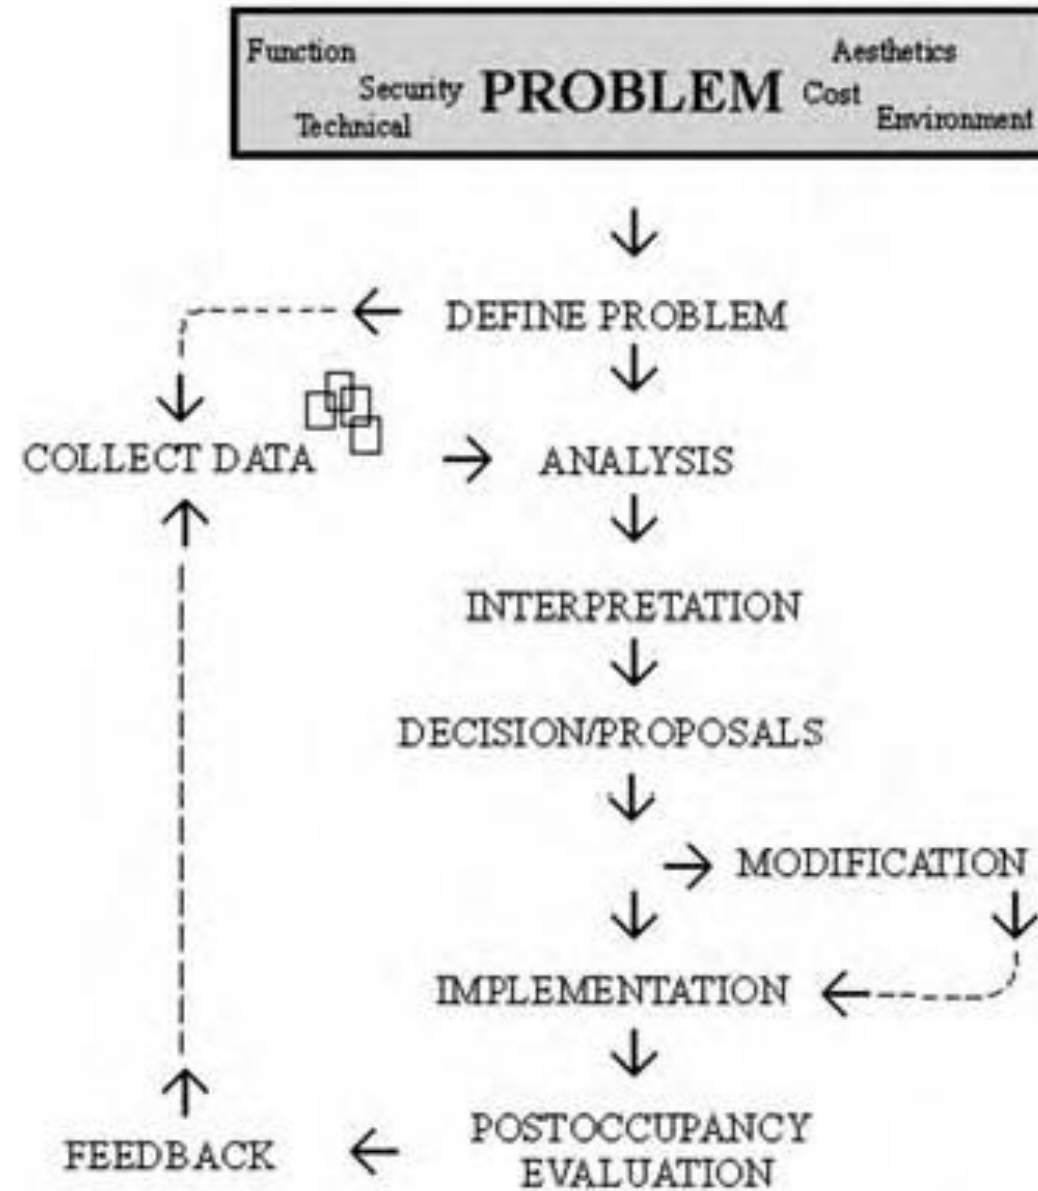 Function
Aesthetics
Security PROBLEM Cost
Technical
Environment
DEFINE PROBLEM
COLLECT DATA
ANALYSIS
INTERPRETATION
DECISION/PROPOSALS
MODIFICATION
IMPLEMENTATION
POSTOCCUPANCY
EVALUATION
FEEDBACK